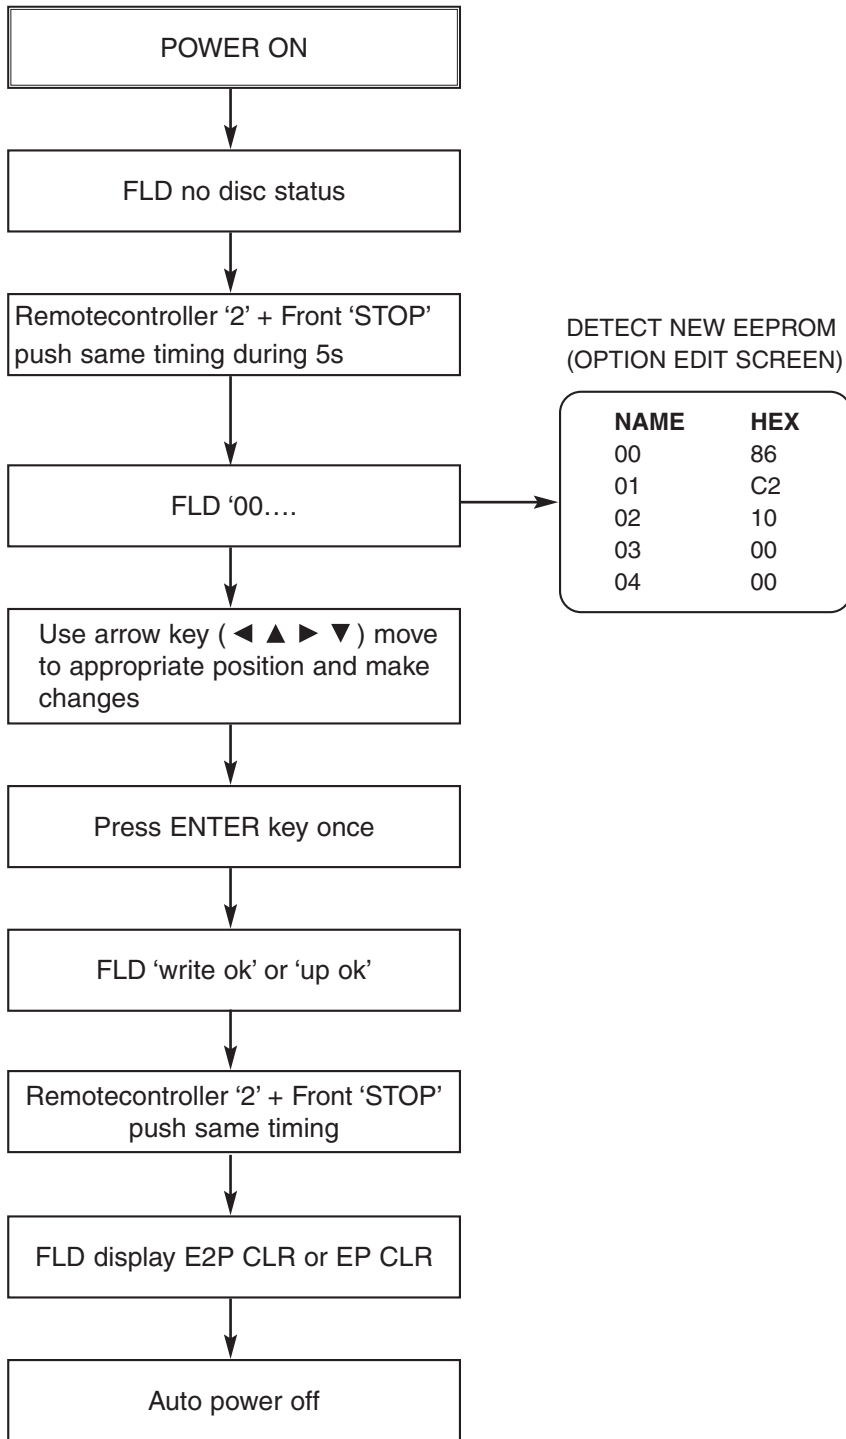 POWER ON
FLD no disc status
Remotecontroller ‘2’ + Front ‘STOP’
push same timing during 5s
FLD ‘00....
DETECT NEW EEPROM
(OPTION EDIT SCREEN)
NAME HEX
00 86
01 C2
02 10
03 00
04 00
Use arrow key ( ◄ ▲ ► ▼ ) move
to appropriate position and make
changes
Press ENTER key once
FLD ‘write ok’ or ‘up ok’
Remotecontroller ‘2’ + Front ‘STOP’
push same timing
FLD display E2P CLR or EP CLR
Auto power off